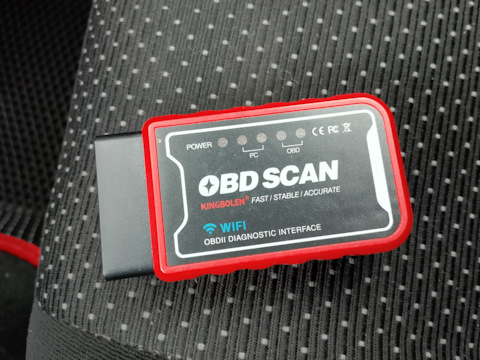 POWER
PC
OBD
CE FC
OBD SCAN
KINGBOLEN® FAST / STABLE / ACCURATE
WIFI
OBDII DIAGNOSTIC INTERFACE